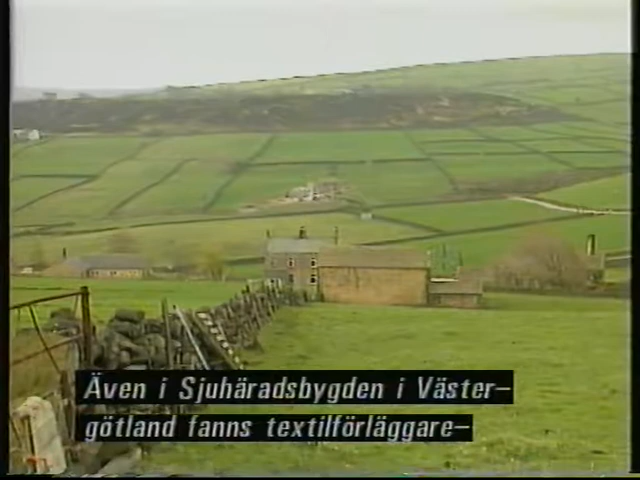 Även i Sjuhäradsbygden i Väster–
götland fanns textilförläggare–